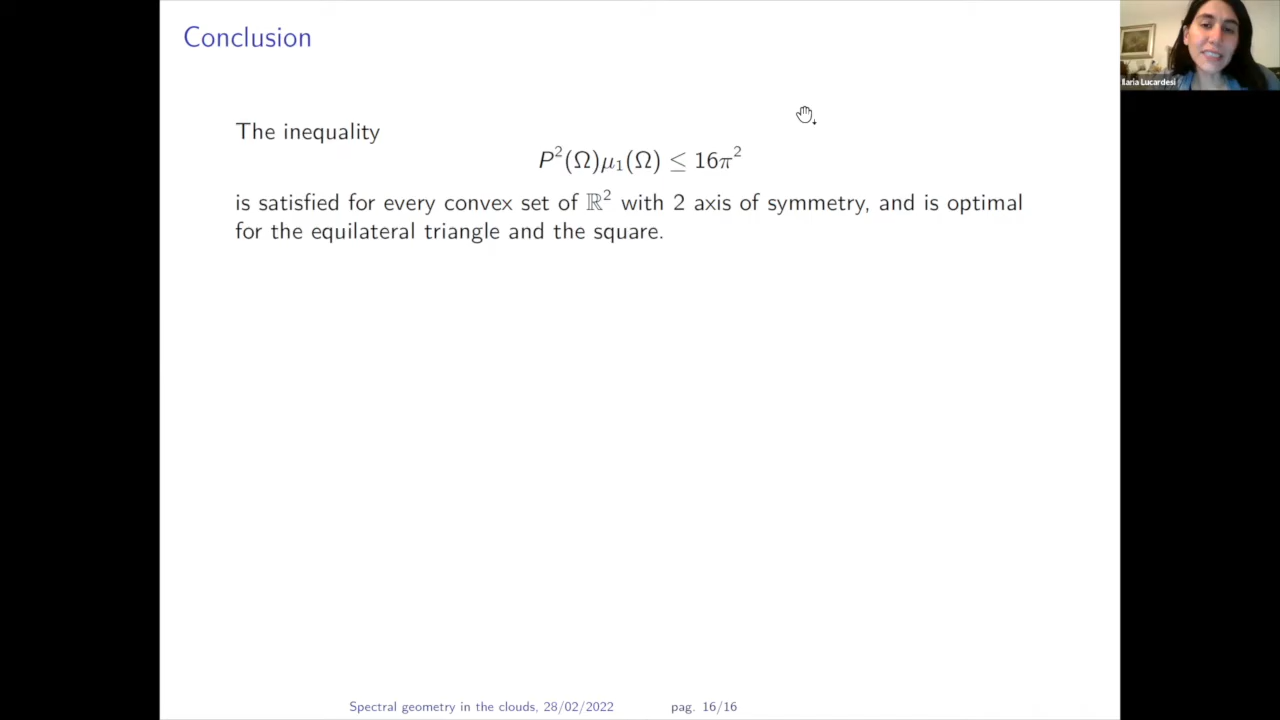 Conclusion
Ilaria Lucardesi
The inequality
P²(Ω)μ₁(Ω) ≤ 16π²
is satisfied for every convex set of ℝ² with 2 axis of symmetry, and is optimal
for the equilateral triangle and the square.
Spectral geometry in the clouds, 28/02/2022 pag. 16/16